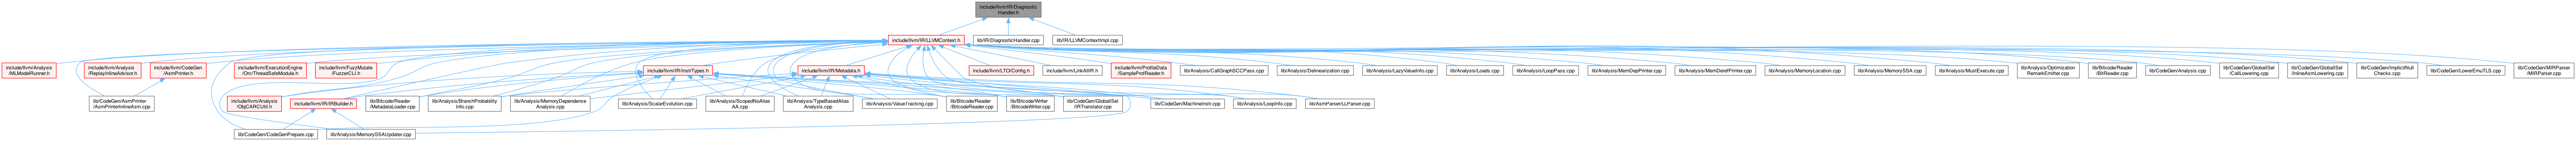 include/llvm/IR/Diagnostic
Handler.h
include/llvm/IR/LLVMContext.h
lib/IR/DiagnosticHandler.cpp
lib/IR/LLVMContextImpl.cpp
include/llvm/Analysis
/MLModelRunner.h
include/llvm/Analysis
/ReplayInlineAdvisor.h
include/llvm/CodeGen
/AsmPrinter.h
include/llvm/ExecutionEngine
/Orc/ThreadSafeModule.h
include/llvm/FuzzMutate
/FuzzerCLI.h
include/llvm/IR/InstrTypes.h
include/llvm/IR/Metadata.h
include/llvm/LTO/Config.h
include/llvm/LinkAllIR.h
include/llvm/ProfileData
/SampleProfReader.h
lib/Analysis/CallGraphSCCPass.cpp
lib/Analysis/Delinearization.cpp
lib/Analysis/LazyValueInfo.cpp
lib/Analysis/Loads.cpp
lib/Analysis/LoopPass.cpp
lib/Analysis/MemDepPrinter.cpp
lib/Analysis/MemDerefPrinter.cpp
lib/Analysis/MemoryLocation.cpp
lib/Analysis/MemorySSA.cpp
lib/Analysis/MustExecute.cpp
lib/Analysis/Optimization
RemarkEmitter.cpp
lib/Bitcode/Reader
/BitReader.cpp
lib/CodeGen/Analysis.cpp
lib/CodeGen/GlobalISel
/CallLowering.cpp
lib/CodeGen/GlobalISel
/InlineAsmLowering.cpp
lib/CodeGen/ImplicitNull
Checks.cpp
lib/CodeGen/LowerEmuTLS.cpp
lib/CodeGen/MIRParser
/MIRParser.cpp
lib/CodeGen/AsmPrinter
/AsmPrinterInlineAsm.cpp
include/llvm/Analysis
/ObjCARCUtil.h
include/llvm/IR/IRBuilder.h
lib/Bitcode/Reader
/MetadataLoader.cpp
lib/Analysis/BranchProbability
Info.cpp
lib/Analysis/MemoryDependence
Analysis.cpp
lib/Analysis/ScalarEvolution.cpp
lib/Analysis/ScopedNoAlias
AA.cpp
lib/Analysis/TypeBasedAlias
Analysis.cpp
lib/Analysis/ValueTracking.cpp
lib/Bitcode/Reader
/BitcodeReader.cpp
lib/Bitcode/Writer
/BitcodeWriter.cpp
lib/CodeGen/GlobalISel
/IRTranslator.cpp
lib/CodeGen/MachineInstr.cpp
lib/Analysis/LoopInfo.cpp
lib/AsmParser/LLParser.cpp
lib/CodeGen/CodeGenPrepare.cpp
lib/Analysis/MemorySSAUpdater.cpp